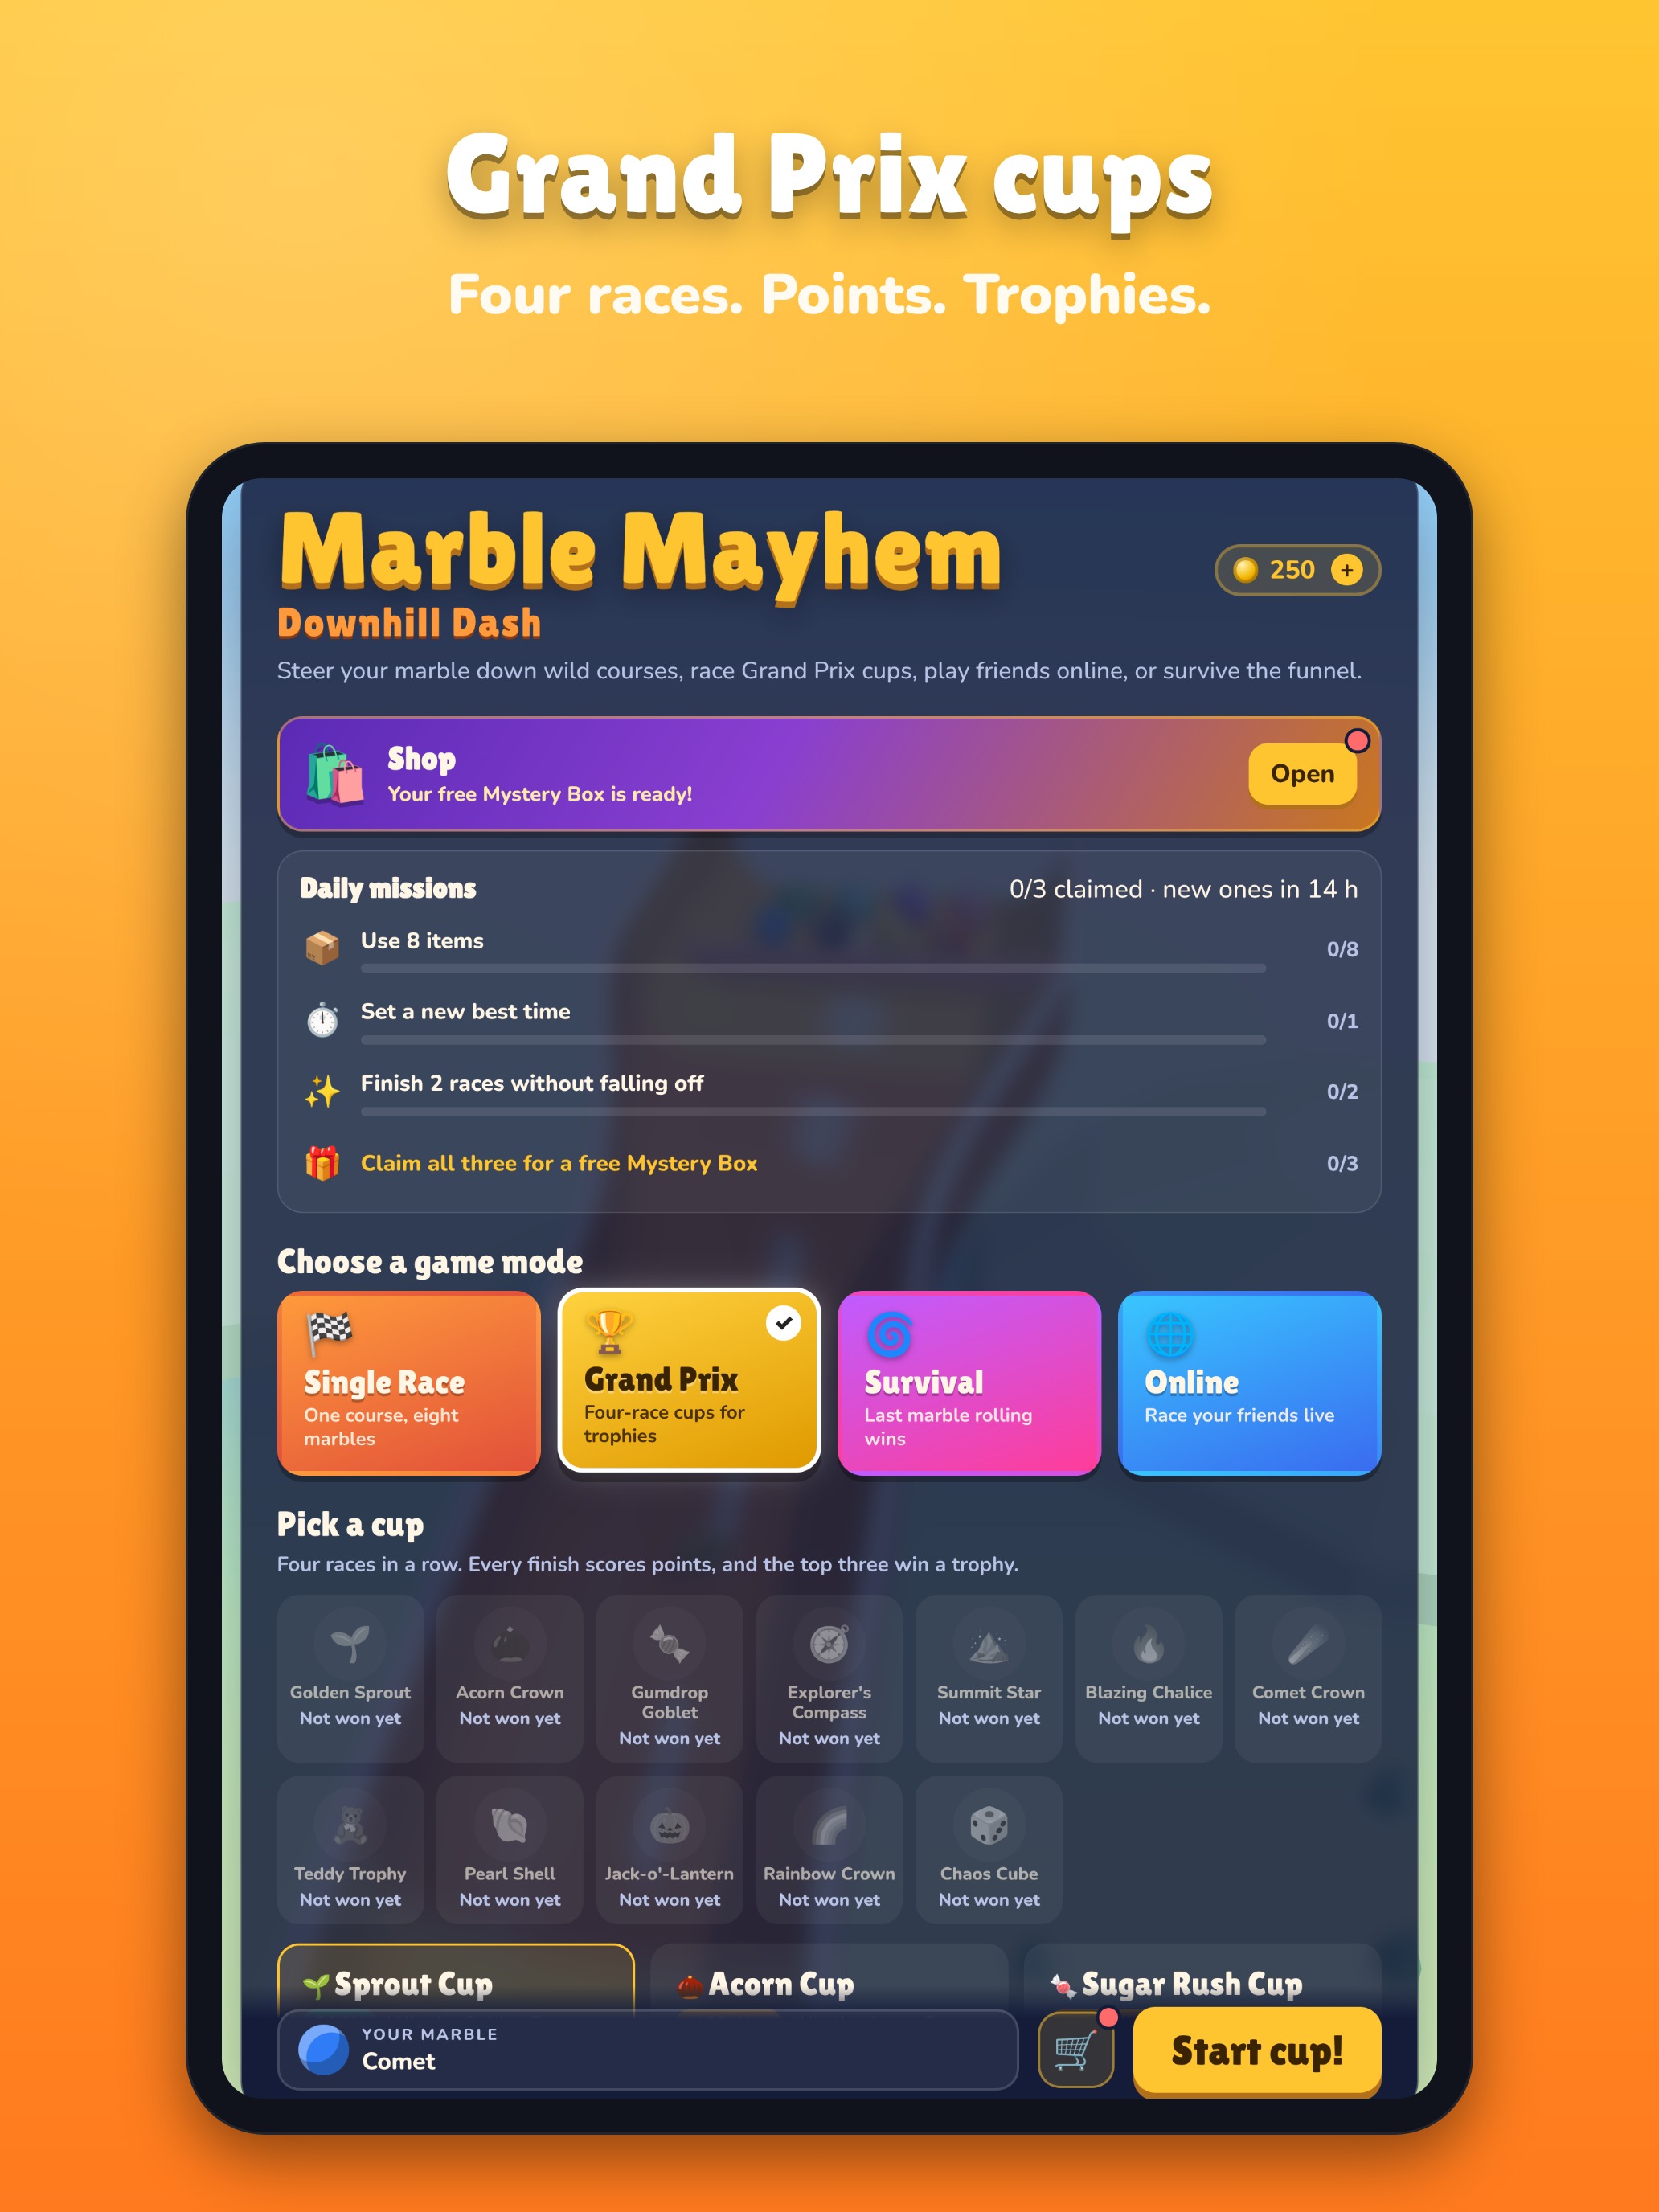 Grand Prix cups
Four races. Points. Trophies.
Marble Mayhem
250 +
Downhill Dash
Steer your marble down wild courses, race Grand Prix cups, play friends online, or survive the funnel.
Shop
Your free Mystery Box is ready!
Open
Daily missions
0/3 claimed · new ones in 14 h
Use 8 items
0/8
Set a new best time
0/1
Finish 2 races without falling off
0/2
Claim all three for a free Mystery Box
0/3
Choose a game mode
Single Race
One course, eight
marbles
Grand Prix
Four-race cups for
trophies
Survival
Last marble rolling
wins
Online
Race your friends live
Pick a cup
Four races in a row. Every finish scores points, and the top three win a trophy.
Golden Sprout
Not won yet
Acorn Crown
Not won yet
Gumdrop
Goblet
Not won yet
Explorer's
Compass
Not won yet
Summit Star
Not won yet
Blazing Chalice
Not won yet
Comet Crown
Not won yet
Teddy Trophy
Not won yet
Pearl Shell
Not won yet
Jack-o'-Lantern
Not won yet
Rainbow Crown
Not won yet
Chaos Cube
Not won yet
Sprout Cup
Acorn Cup
Sugar Rush Cup
YOUR MARBLE
Comet
Start cup!